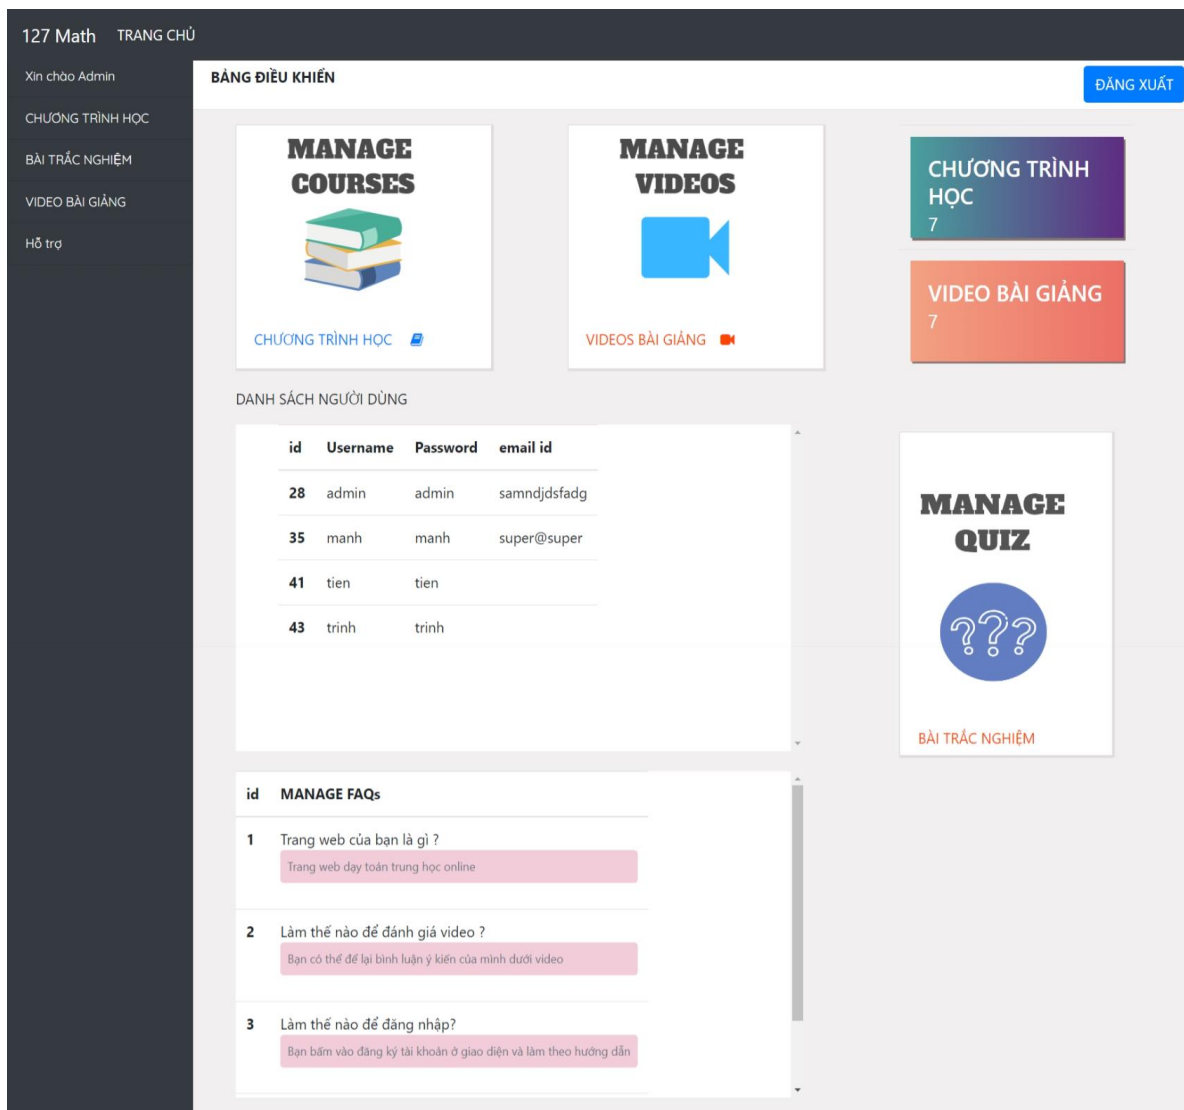 127 Math TRANG CHỦ
Xin chào Admin
CHƯƠNG TRÌNH HỌC
BÀI TRẮC NGHIỆM
VIDEO BÀI GIẢNG
Hỗ trợ
BẢNG ĐIỀU KHIỂN
ĐĂNG XUẤT
MANAGE
COURSES
CHƯƠNG TRÌNH HỌC
MANAGE
VIDEOS
VIDEOS BÀI GIẢNG
CHƯƠNG TRÌNH
HỌC
7
VIDEO BÀI GIẢNG
7
DANH SÁCH NGƯỜI DÙNG
id Username Password email id
28 admin admin samndjdsfadg
35 manh manh super@super
41 tien tien
43 trinh trinh
MANAGE
QUIZ
???
BÀI TRẮC NGHIỆM
id MANAGE FAQs
1 Trang web của bạn là gì ?
Trang web dạy toán trung học online
2 Làm thế nào để đánh giá video ?
Bạn có thể để lại bình luận ý kiến của mình dưới video
3 Làm thế nào để đăng nhập?
Bạn bấm vào đăng ký tài khoản ở giao diện và làm theo hướng dẫn